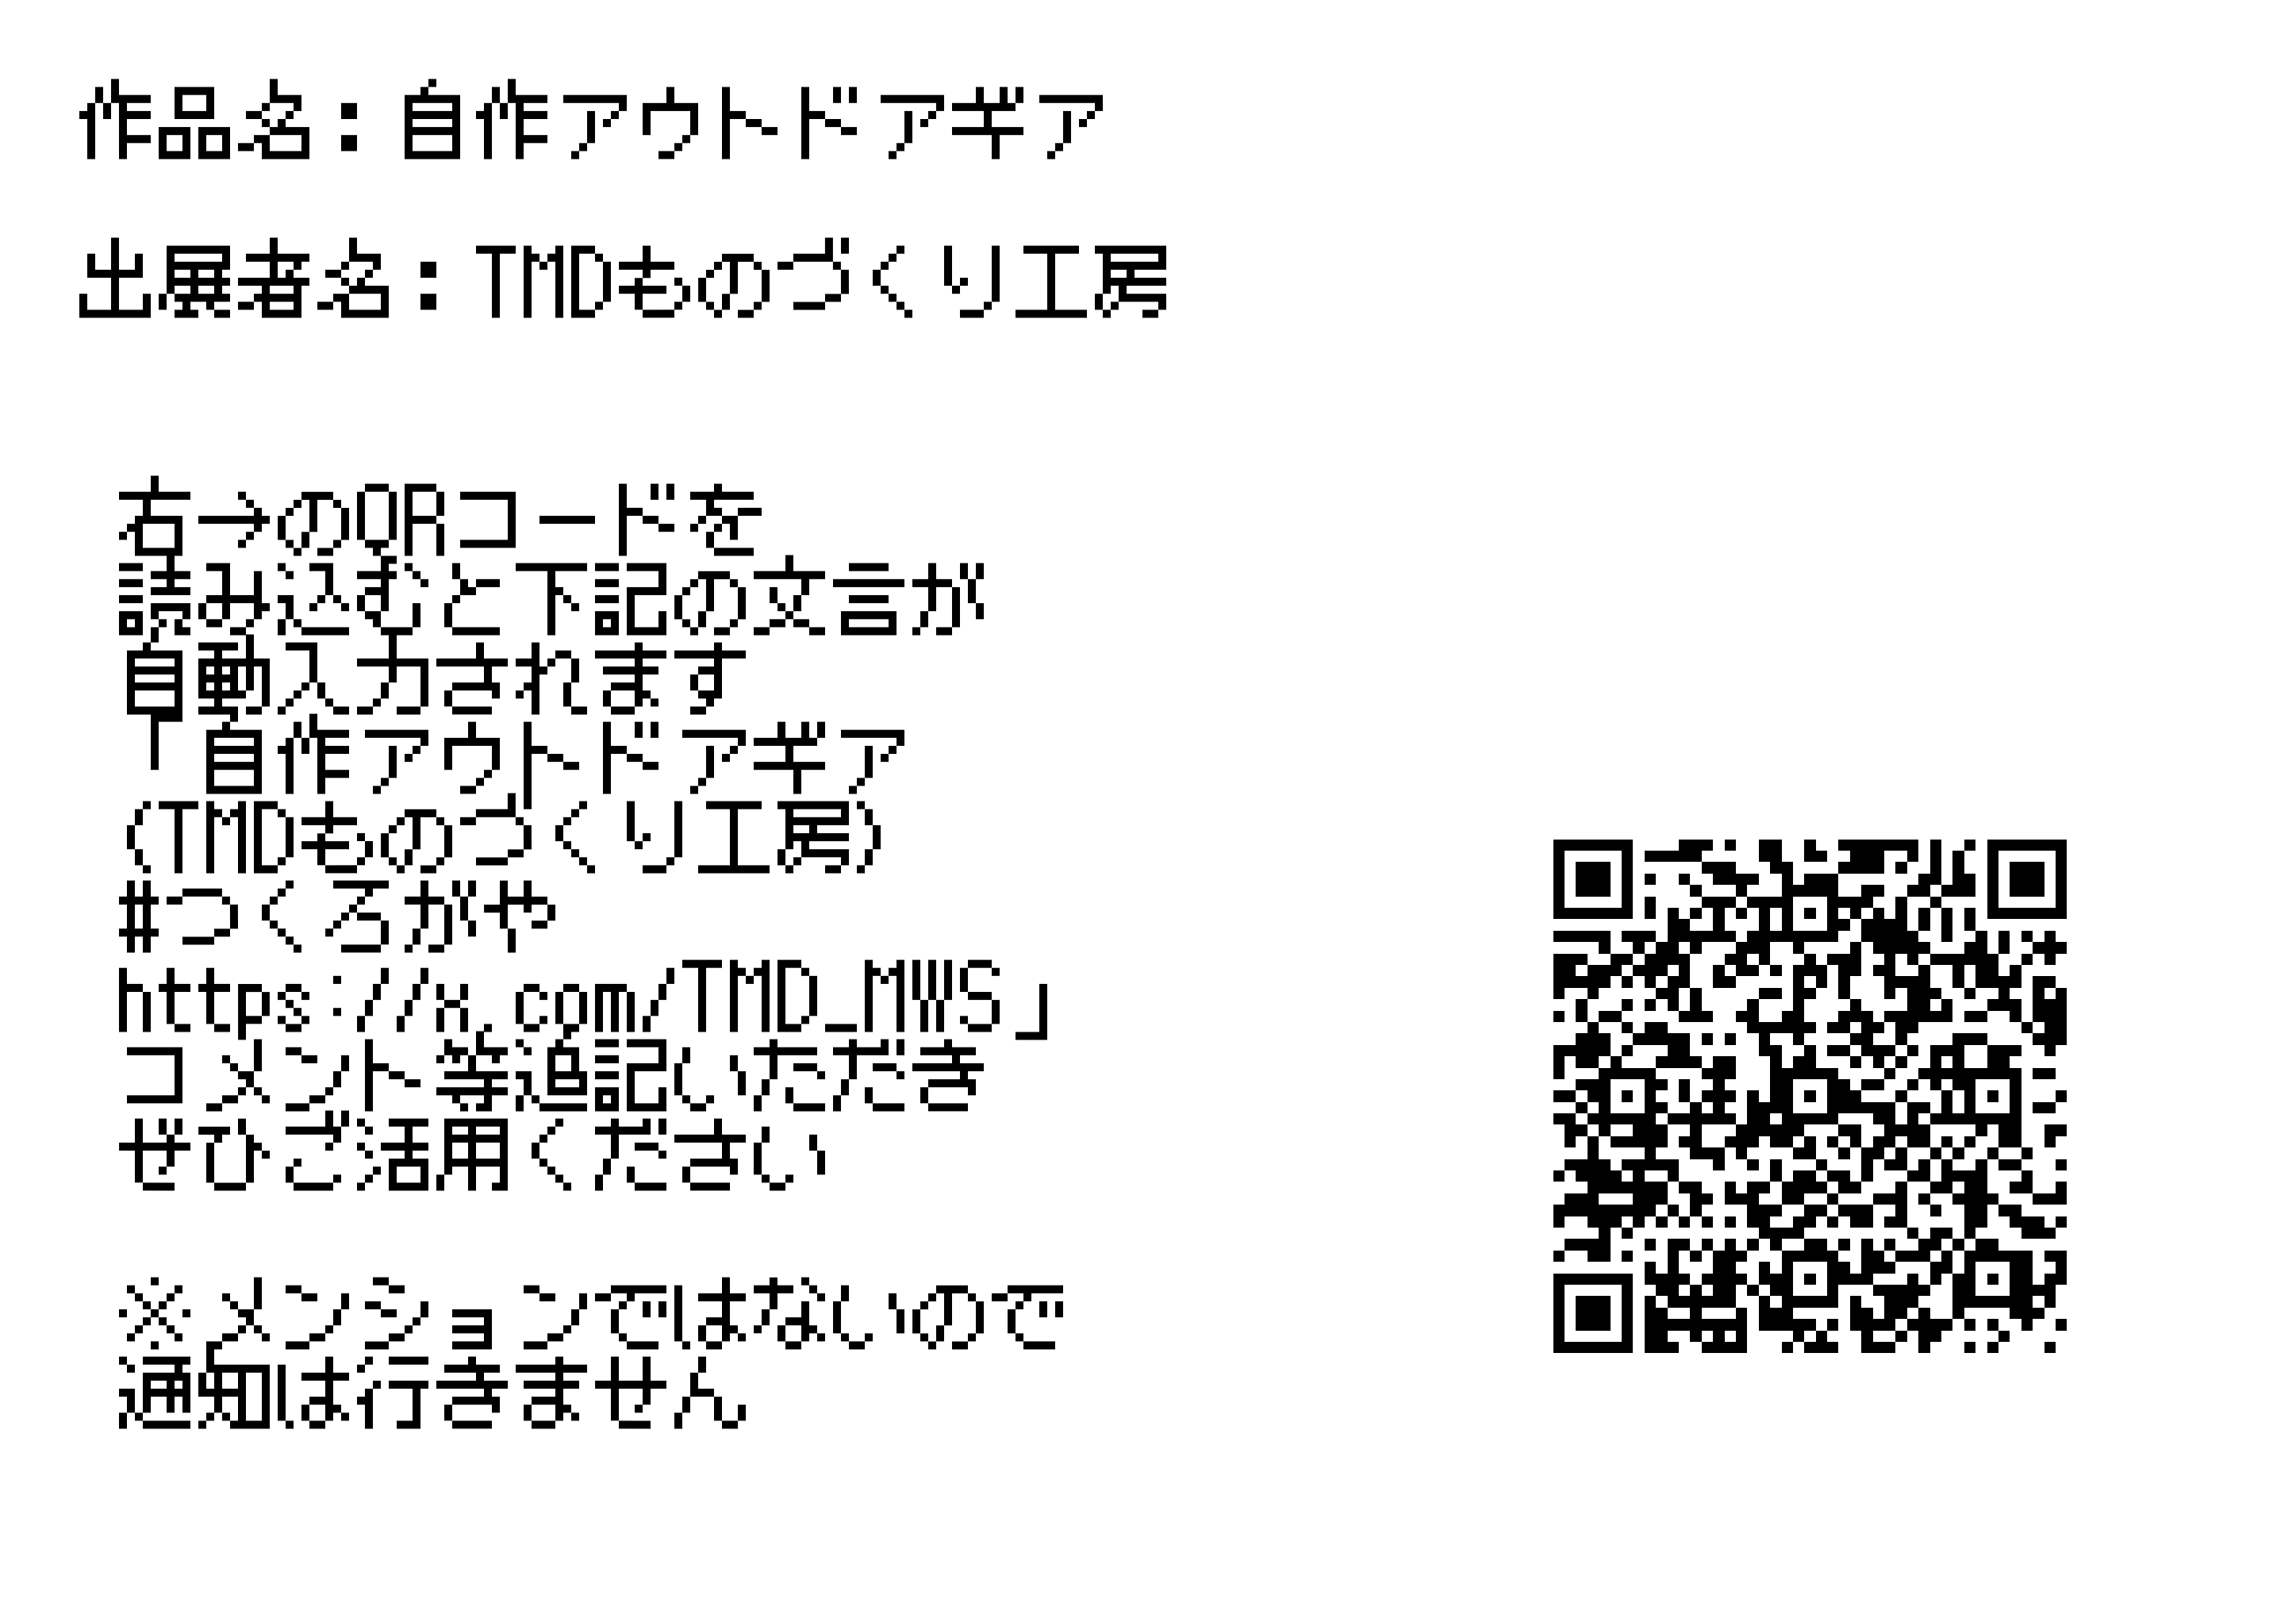 作品名：自作アウトドアギア
出展者名：TMDものづくり工房
右→のQRコードを
読み込むと下記の文言が
自動入力されます
「自作アウトドアギア
(TMDものづくり工房)
#つくろがや
https://x.com/TMD_MWS」
コメント等追記いただき
ぜひご活用ください
※メンションではないので
通知は行きません。